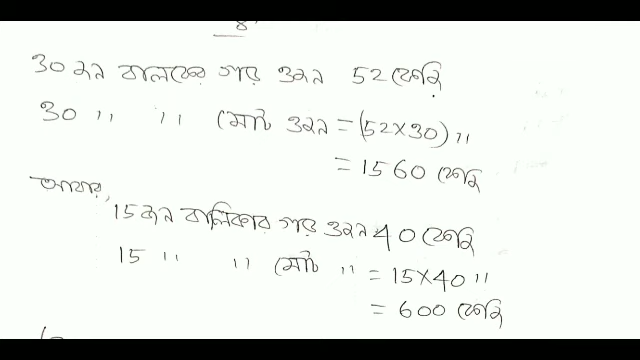 ৪
30 জন বালকের গড় ওজন 52 কেজি
30 ,, ,, মোট ওজন = (52×30) ,,
= 1560 কেজি
আবার,
15 জন বালিকার গড় ওজন 40 কেজি
15 ,, ,, মোট ,, = 15×40 ,,
= 600 কেজি